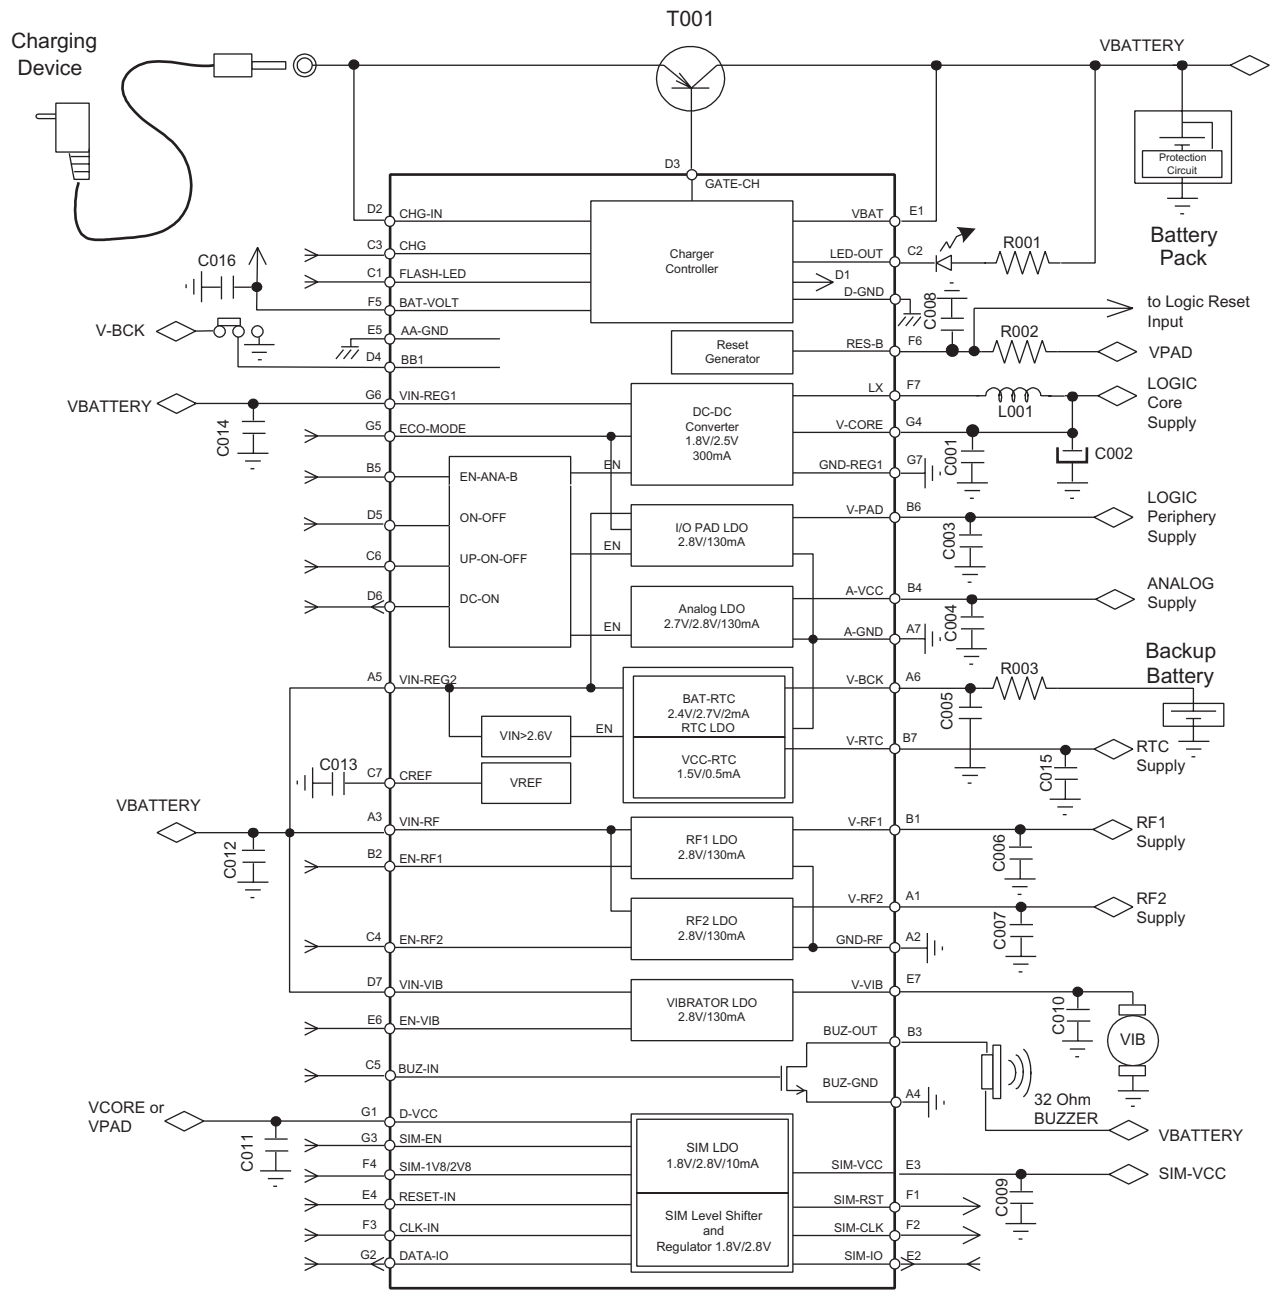 T001
Charging
Device
VBATTERY
Protection
Circuit
Battery
Pack
D3
GATE-CH
D2
CHG-IN
VBAT
E1
C3
CHG
Charger
Controller
LED-OUT
C2
R001
C016
C1
FLASH-LED
D1
D-GND
C008
to Logic Reset
Input
F5
BAT-VOLT
V-BCK
E5
AA-GND
Reset
Generator
RES-B
F6
R002
VPAD
D4
BB1
VBATTERY
G6
VIN-REG1
LX
F7
L001
LOGIC
Core
Supply
C014
G5
ECO-MODE
DC-DC
Converter
1.8V/2.5V
300mA
V-CORE
G4
C001
C002
EN
GND-REG1
G7
B5
EN-ANA-B
D5
ON-OFF
I/O PAD LDO
2.8V/130mA
V-PAD
B6
C003
LOGIC
Periphery
Supply
EN
C6
UP-ON-OFF
D6
DC-ON
Analog LDO
2.7V/2.8V/130mA
A-VCC
B4
C004
ANALOG
Supply
EN
A-GND
A7
Backup
Battery
A5
VIN-REG2
BAT-RTC
2.4V/2.7V/2mA
RTC LDO
V-BCK
A6
R003
C005
VIN>2.6V
EN
V-RTC
B7
C015
RTC
Supply
VCC-RTC
1.5V/0.5mA
C013
C7
CREF
VREF
VBATTERY
C012
A3
VIN-RF
RF1 LDO
2.8V/130mA
V-RF1
B1
C006
RF1
Supply
B2
EN-RF1
RF2 LDO
2.8V/130mA
V-RF2
A1
C007
RF2
Supply
C4
EN-RF2
GND-RF
A2
D7
VIN-VIB
VIBRATOR LDO
2.8V/130mA
V-VIB
E7
C010
VIB
E6
EN-VIB
BUZ-OUT
B3
C5
BUZ-IN
BUZ-GND
A4
32 Ohm
BUZZER
VBATTERY
VCORE or
VPAD
C011
G1
D-VCC
G3
SIM-EN
SIM LDO
1.8V/2.8V/10mA
F4
SIM-1V8/2V8
SIM-VCC
E3
C009
SIM-VCC
E4
RESET-IN
SIM-RST
F1
SIM Level Shifter
and
Regulator 1.8V/2.8V
F3
CLK-IN
SIM-CLK
F2
G2
DATA-IO
SIM-IO
E2